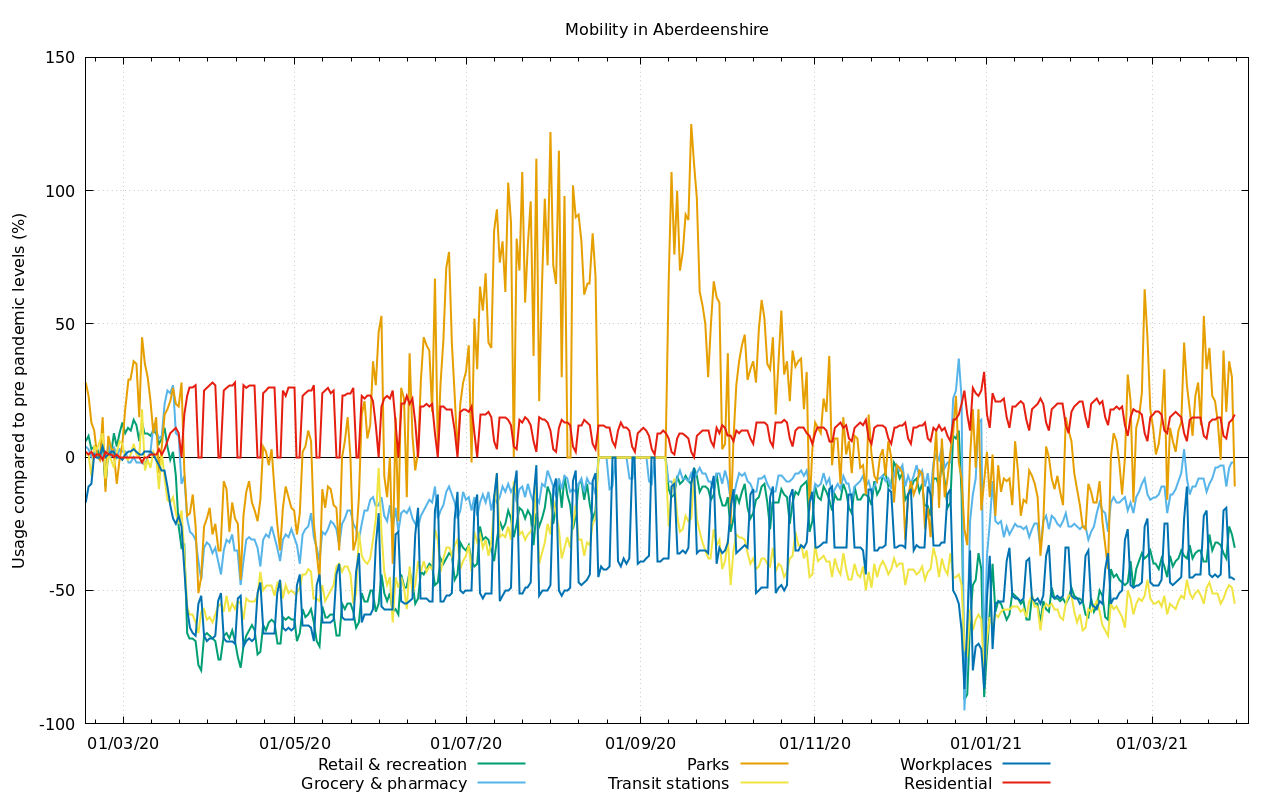 Mobility in Aberdeenshire
Usage compared to pre pandemic levels (%)
150
100
50
0
-50
-100
01/03/20 01/05/20 01/07/20 01/09/20 01/11/20 01/01/21 01/03/21
Retail & recreation Parks Workplaces
Grocery & pharmacy Transit stations Residential